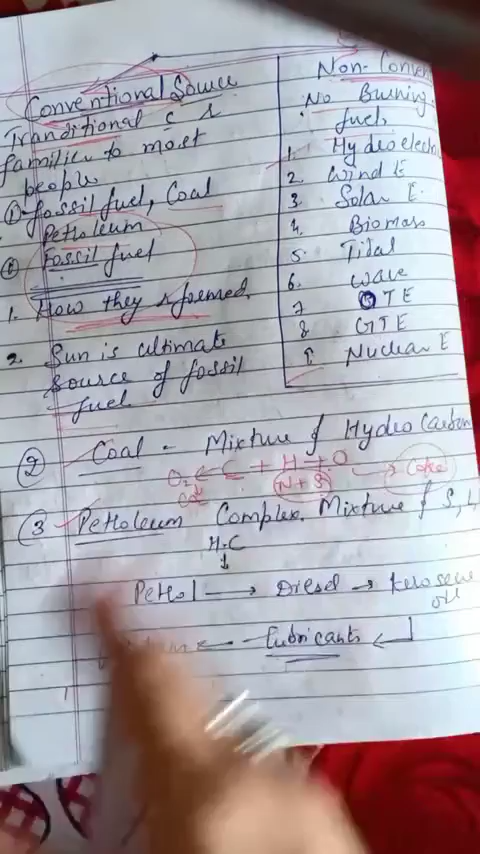 Conventional Source
Tranditional & s
familier to most
people
① - fossil fuel, Coal
Petroleum
② Fossil fuel
1. How they r formed.
2. Sun is ultimate
source of fossil
fuel
Non-Conven
No Burning
fuel,
1. Hydroelectr
2. Wind E
3. Solar E.
4. Biomass
5. Tidal
6. wave
7 OTE
8 GTE
9. Nuclear E
② Coal - Mixture of Hydro Carbon
O2 ← C + H + O → Coke
N + S
③ Petroleum Complex Mixture of S, L
H.C
↓
Petrol → Diesel → Kerosene
oil
← Lubricants ←